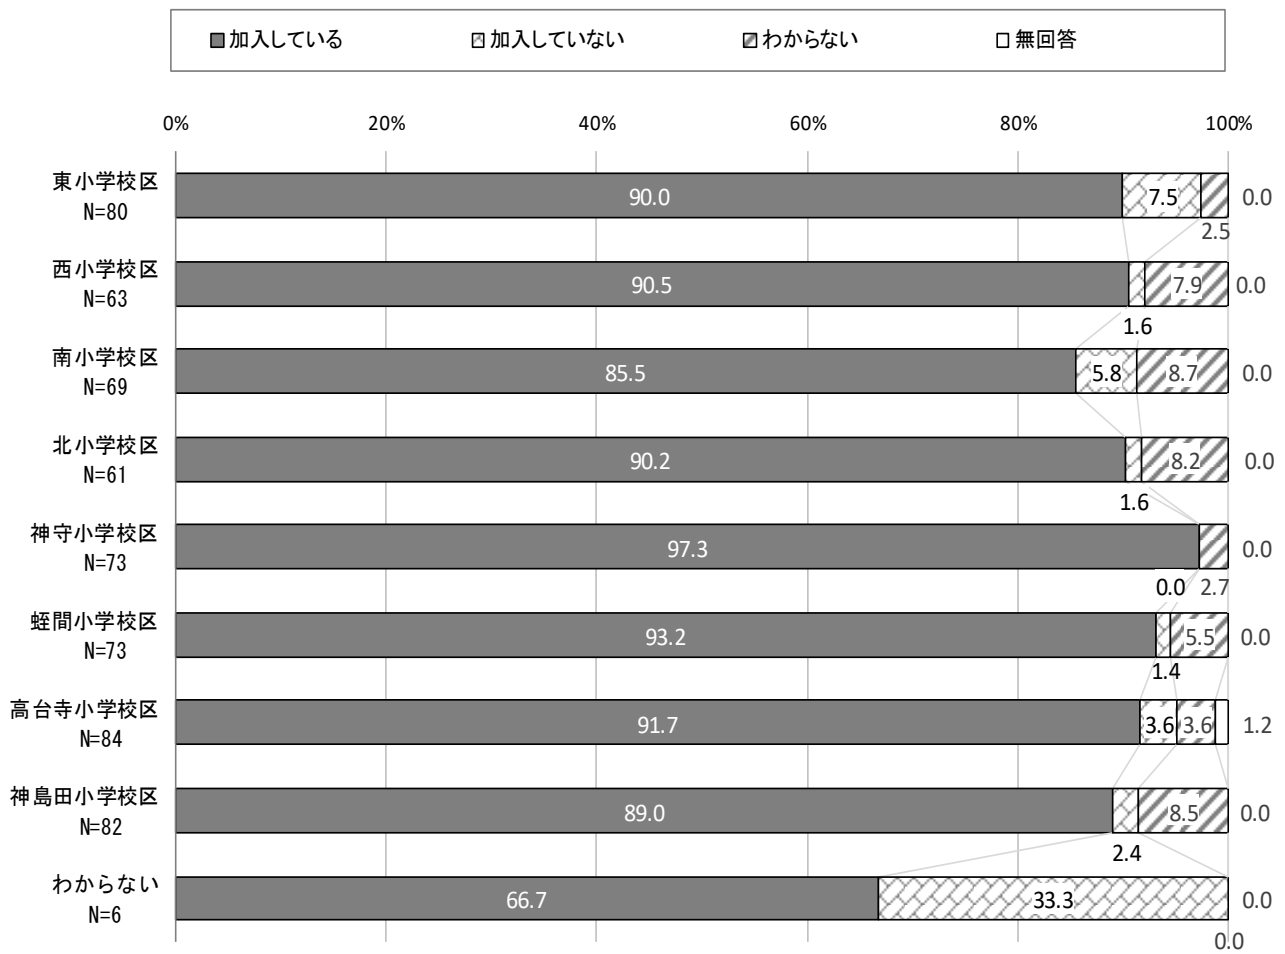 加入している 加入していない わからない 無回答
0% 20% 40% 60% 80% 100%
東小学校区
N=80
90.0 7.5 0.0
2.5
西小学校区
N=63
90.5 7.9 0.0
1.6
南小学校区
N=69
85.5 5.8 8.7 0.0
北小学校区
N=61
90.2 8.2 0.0
1.6
神守小学校区
N=73
97.3 0.0
0.0 2.7
蛭間小学校区
N=73
93.2 5.5 0.0
1.4
高台寺小学校区
N=84
91.7 3.6 3.6 1.2
神島田小学校区
N=82
89.0 8.5 0.0
2.4
わからない
N=6
66.7 33.3 0.0
0.0